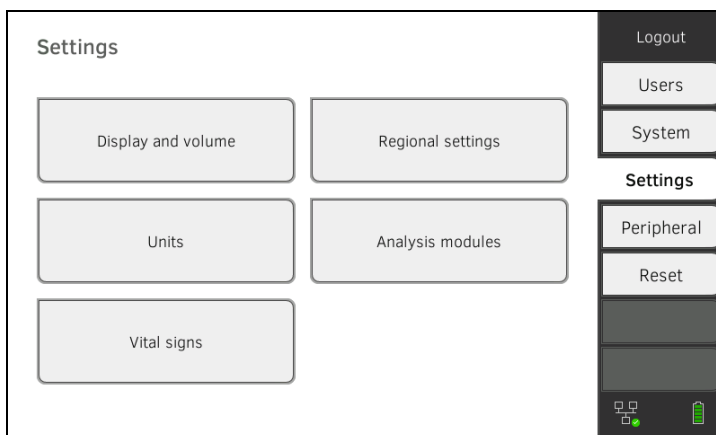 Settings
Display and volume
Regional settings
Units
Analysis modules
Vital signs
Logout
Users
System
Settings
Peripheral
Reset